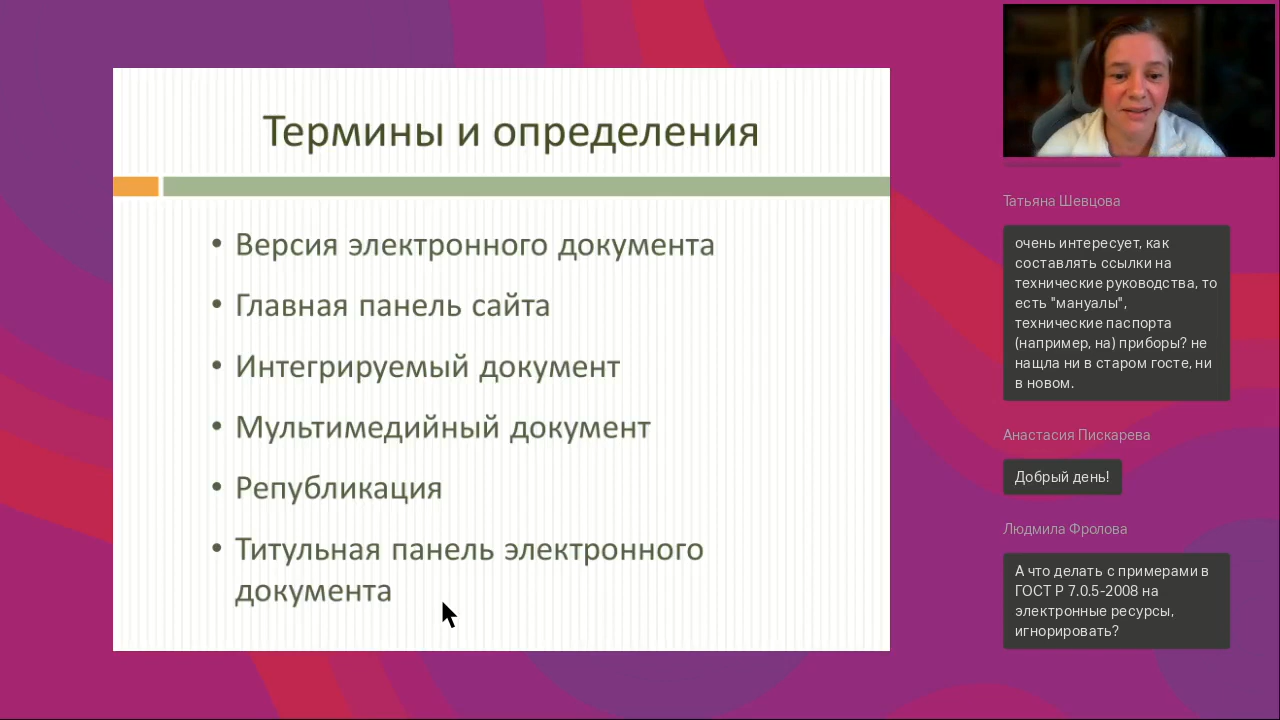 Термины и определения
• Версия электронного документа
• Главная панель сайта
• Интегрируемый документ
• Мультимедийный документ
• Републикация
• Титульная панель электронного
документа
Татьяна Шевцова
очень интересует, как
составлять ссылки на
технические руководства, то
есть "мануалы",
технические паспорта
(например, на) приборы? не
нащла ни в старом госте, ни
в новом.
Анастасия Пискарева
Добрый день!
Людмила Фролова
А что делать с примерами в
ГОСТ Р 7.0.5-2008 на
электронные ресурсы,
игнорировать?